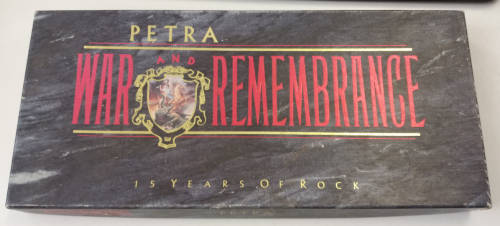 PETRA
WAR AND REMEMBRANCE
15 YEARS OF ROCK